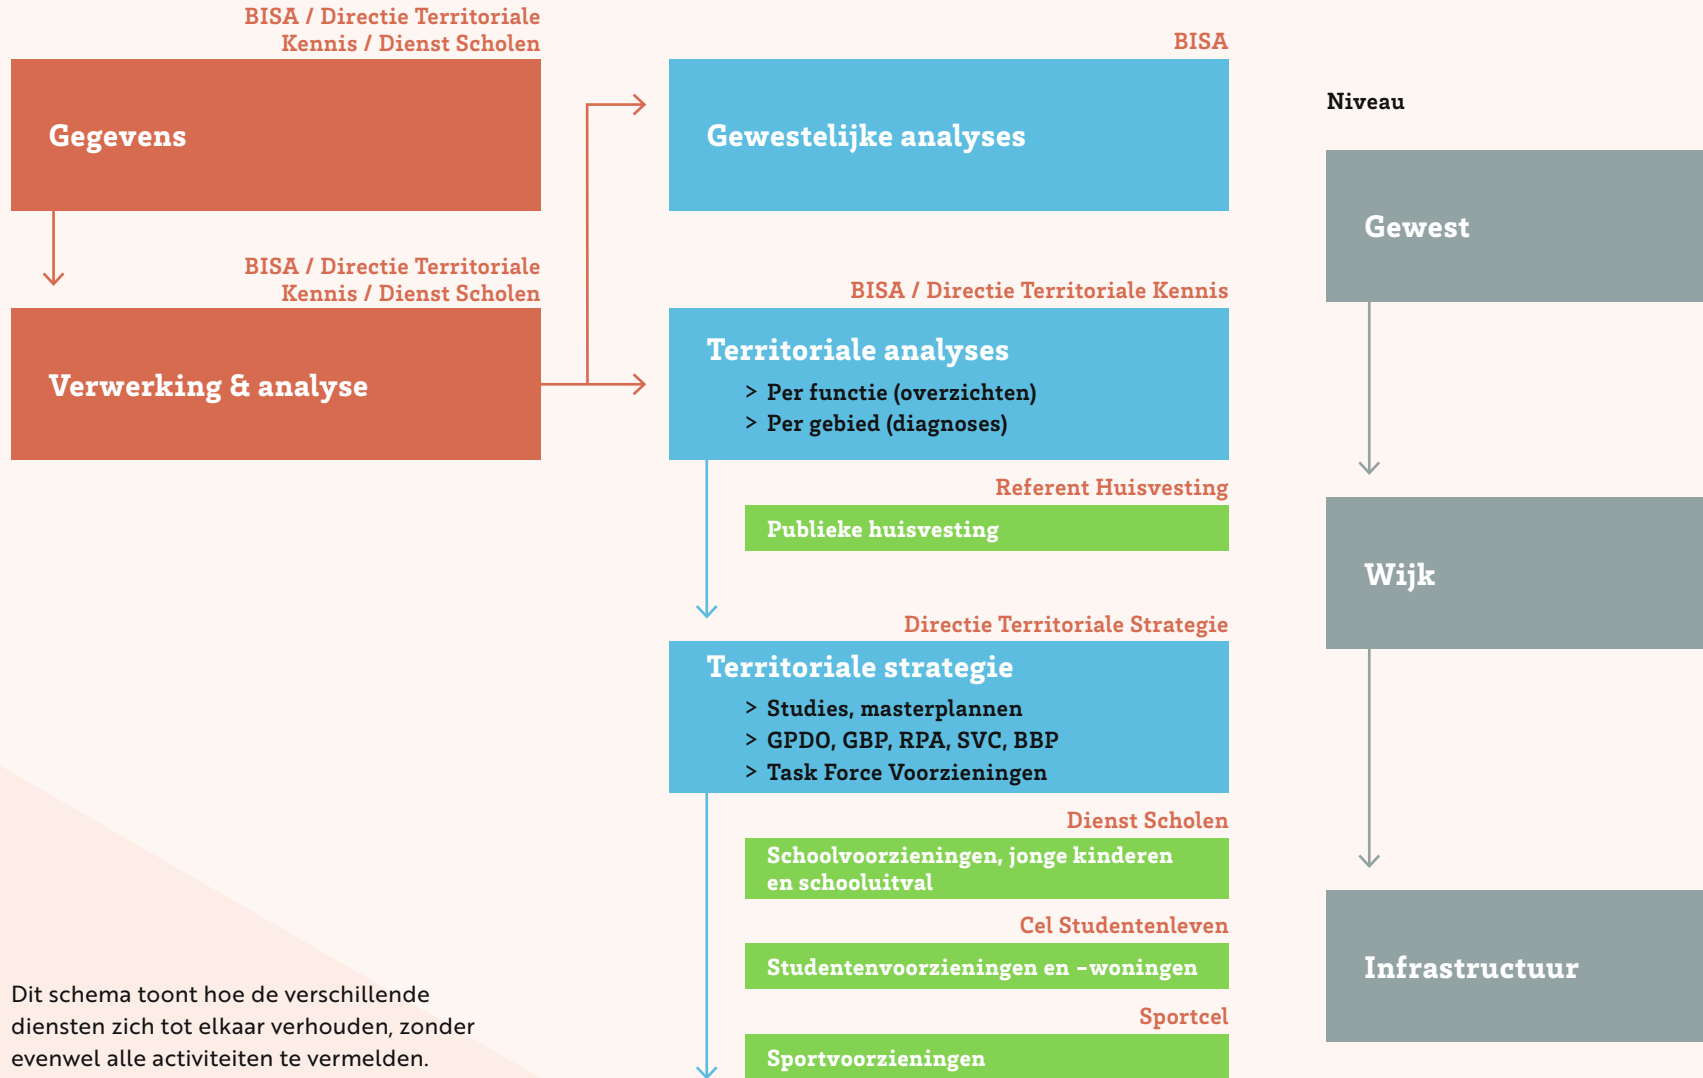 BISA / Directie Territoriale
Kennis / Dienst Scholen
Gegevens
BISA / Directie Territoriale
Kennis / Dienst Scholen
Verwerking & analyse
BISA
Gewestelijke analyses
BISA / Directie Territoriale Kennis
Territoriale analyses
> Per functie (overzichten)
> Per gebied (diagnoses)
Referent Huisvesting
Publieke huisvesting
Directie Territoriale Strategie
Territoriale strategie
> Studies, masterplannen
> GPDO, GBP, RPA, SVC, BBP
> Task Force Voorzieningen
Dienst Scholen
Schoolvoorzieningen, jonge kinderen
en schooluitval
Cel Studentenleven
Studentenvoorzieningen en –woningen
Sportcel
Sportvoorzieningen
Niveau
Gewest
Wijk
Infrastructuur
Dit schema toont hoe de verschillende
diensten zich tot elkaar verhouden, zonder
evenwel alle activiteiten te vermelden.